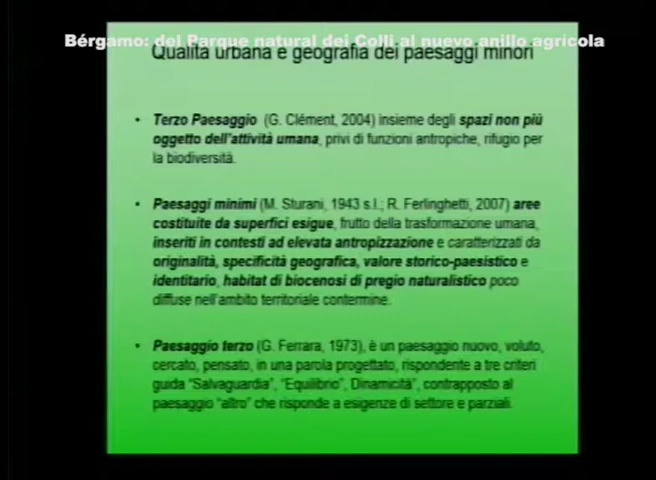 Bérgamo: del Parque natural dei Colli al nuevo anillo agrícola
Qualità urbana e geografia dei paesaggi minori
• Terzo Paesaggio (G. Clément, 2004) insieme degli spazi non più
oggetto dell'attività umana, privi di funzioni antropiche, rifugio per
la biodiversità.
• Paesaggi minimi (M. Sturani, 1943 s.l.; R. Ferlinghetti, 2007) aree
costituite da superfici esigue, frutto della trasformazione umana,
inseriti in contesti ad elevata antropizzazione e caratterizzati da
originalità, specificità geografica, valore storico-paesistico e
identitario, habitat di biocenosi di pregio naturalistico poco
diffuse nell'ambito territoriale contermine.
• Paesaggio terzo (G. Ferrara, 1973), è un paesaggio nuovo, voluto,
cercato, pensato, in una parola progettato, rispondente a tre criteri
guida "Salvaguardia", "Equilibrio", Dinamicità", contrapposto al
paesaggio "altro" che risponde a esigenze di settore e parziali.